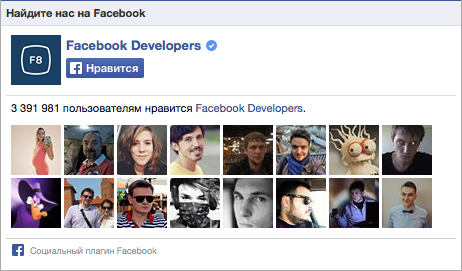 Найдите нас на Facebook
F8
Facebook Developers
Нравится
3 391 981 пользователям нравится Facebook Developers.
Социальный плагин Facebook